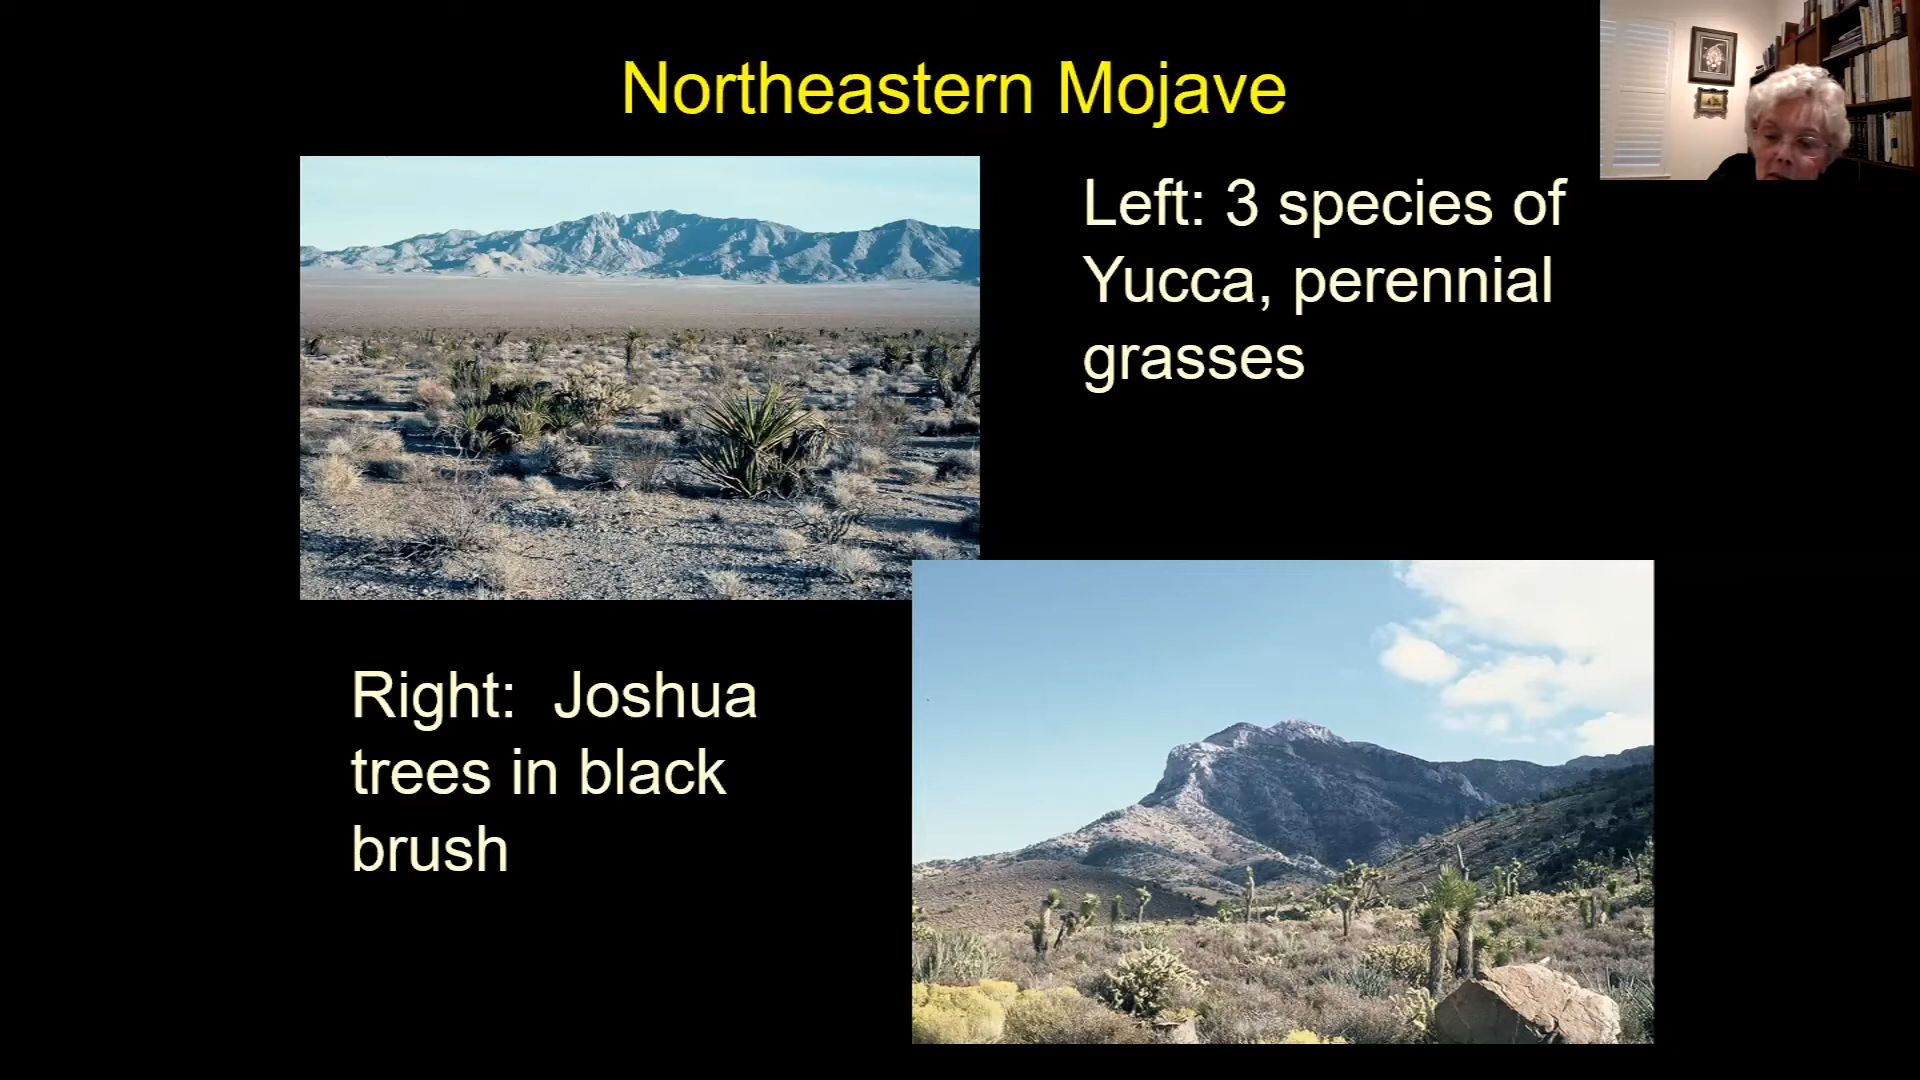 Northeastern Mojave
Left: 3 species of
Yucca, perennial
grasses
Right:  Joshua
trees in black
brush